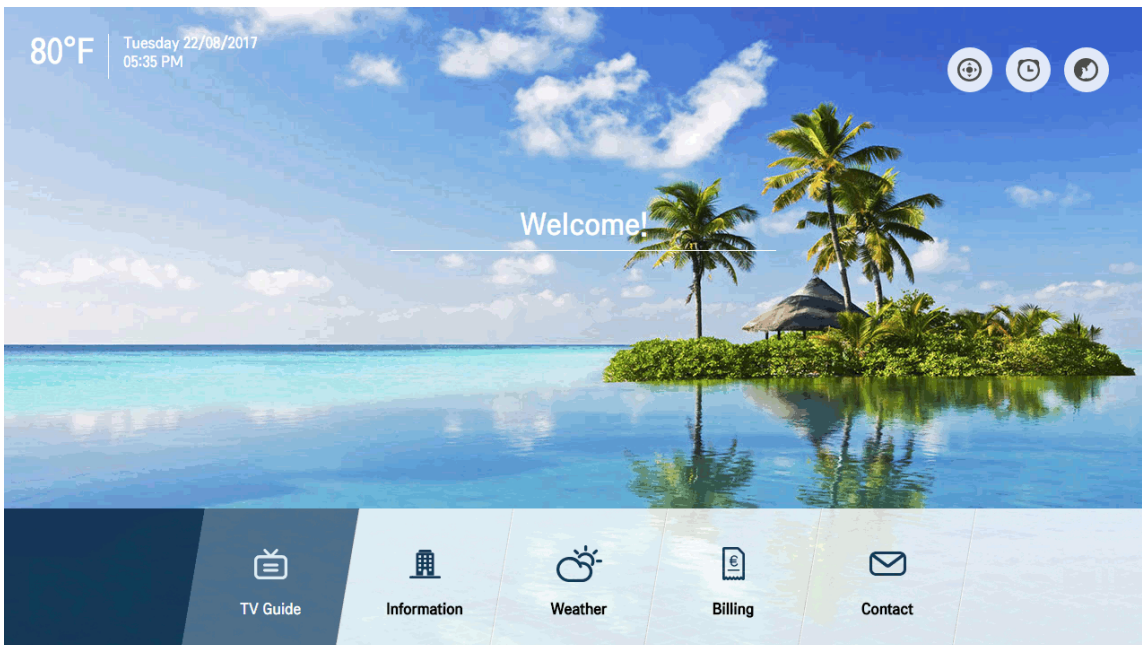 80°F
Tuesday 22/08/2017
05:35 PM
Welcome!
TV Guide
Information
Weather
€
Billing
Contact